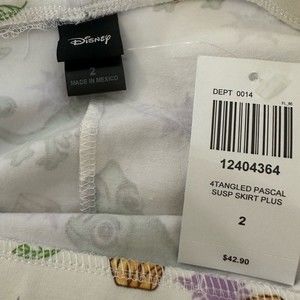 Disney
2
MADE IN MEXICO
DEPT 0014
12404364
4TANGLED PASCAL
SUSP SKIRT PLUS
2
$42.90